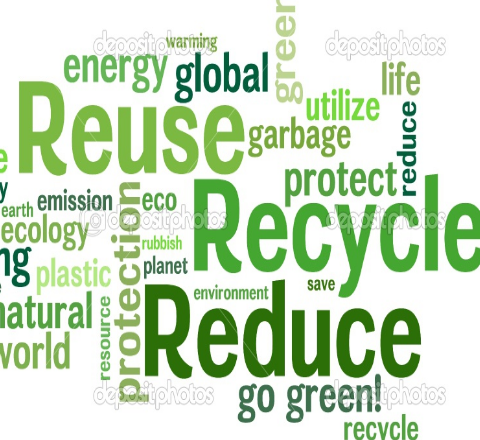 depositphotos
depositphotos
warming
green
energy
global
life
Reuse
utilize
garbage
reduce
protect
earth
emission
eco
protection
depositphotos
depositphotos
Recycle
ecology
rubbish
plastic
planet
save
natural
resource
environment
Reduce
world
go green!
depositphotos
depositphotos
recycle